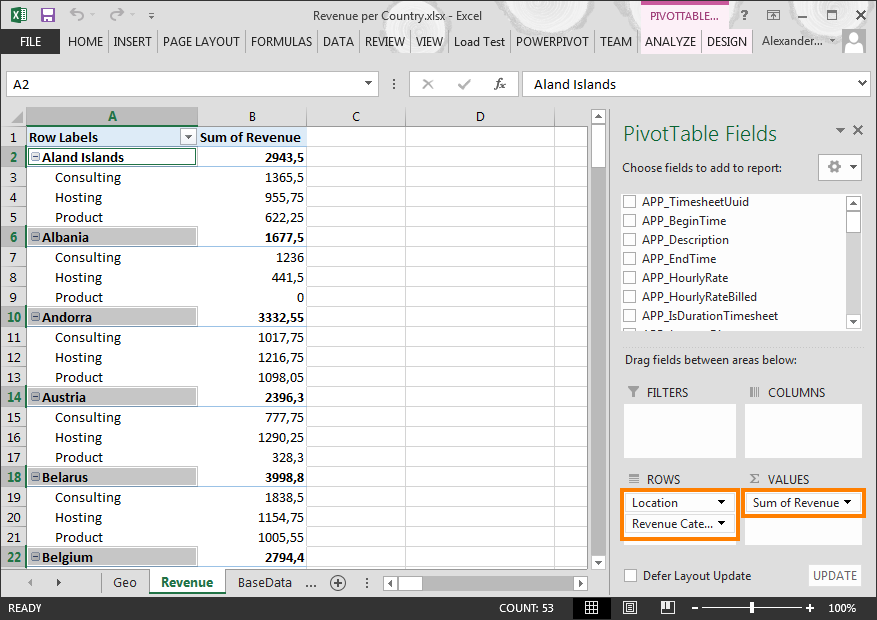 Revenue per Country.xlsx - Excel
PIVOTTABLE...
?
FILE HOME INSERT PAGE LAYOUT FORMULAS DATA REVIEW VIEW Load Test POWERPIVOT TEAM ANALYZE DESIGN Alexander...
A2 fx Aland Islands
A B C D
1 Row Labels Sum of Revenue
2 Aland Islands 2943,5
3 Consulting 1365,5
4 Hosting 955,75
5 Product 622,25
6 Albania 1677,5
7 Consulting 1236
8 Hosting 441,5
9 Product 0
10 Andorra 3332,55
11 Consulting 1017,75
12 Hosting 1216,75
13 Product 1098,05
14 Austria 2396,3
15 Consulting 777,75
16 Hosting 1290,25
17 Product 328,3
18 Belarus 3998,8
19 Consulting 1838,5
20 Hosting 1154,75
21 Product 1005,55
22 Belgium 2794,4
Geo Revenue BaseData ...
PivotTable Fields
Choose fields to add to report:
APP_TimesheetUuid
APP_BeginTime
APP_Description
APP_EndTime
APP_HourlyRate
APP_HourlyRateBilled
APP_IsDurationTimesheet
Drag fields between areas below:
FILTERS COLUMNS
ROWS Σ VALUES
Location Sum of Revenue
Revenue Cate...
Defer Layout Update UPDATE
READY COUNT: 53 100%